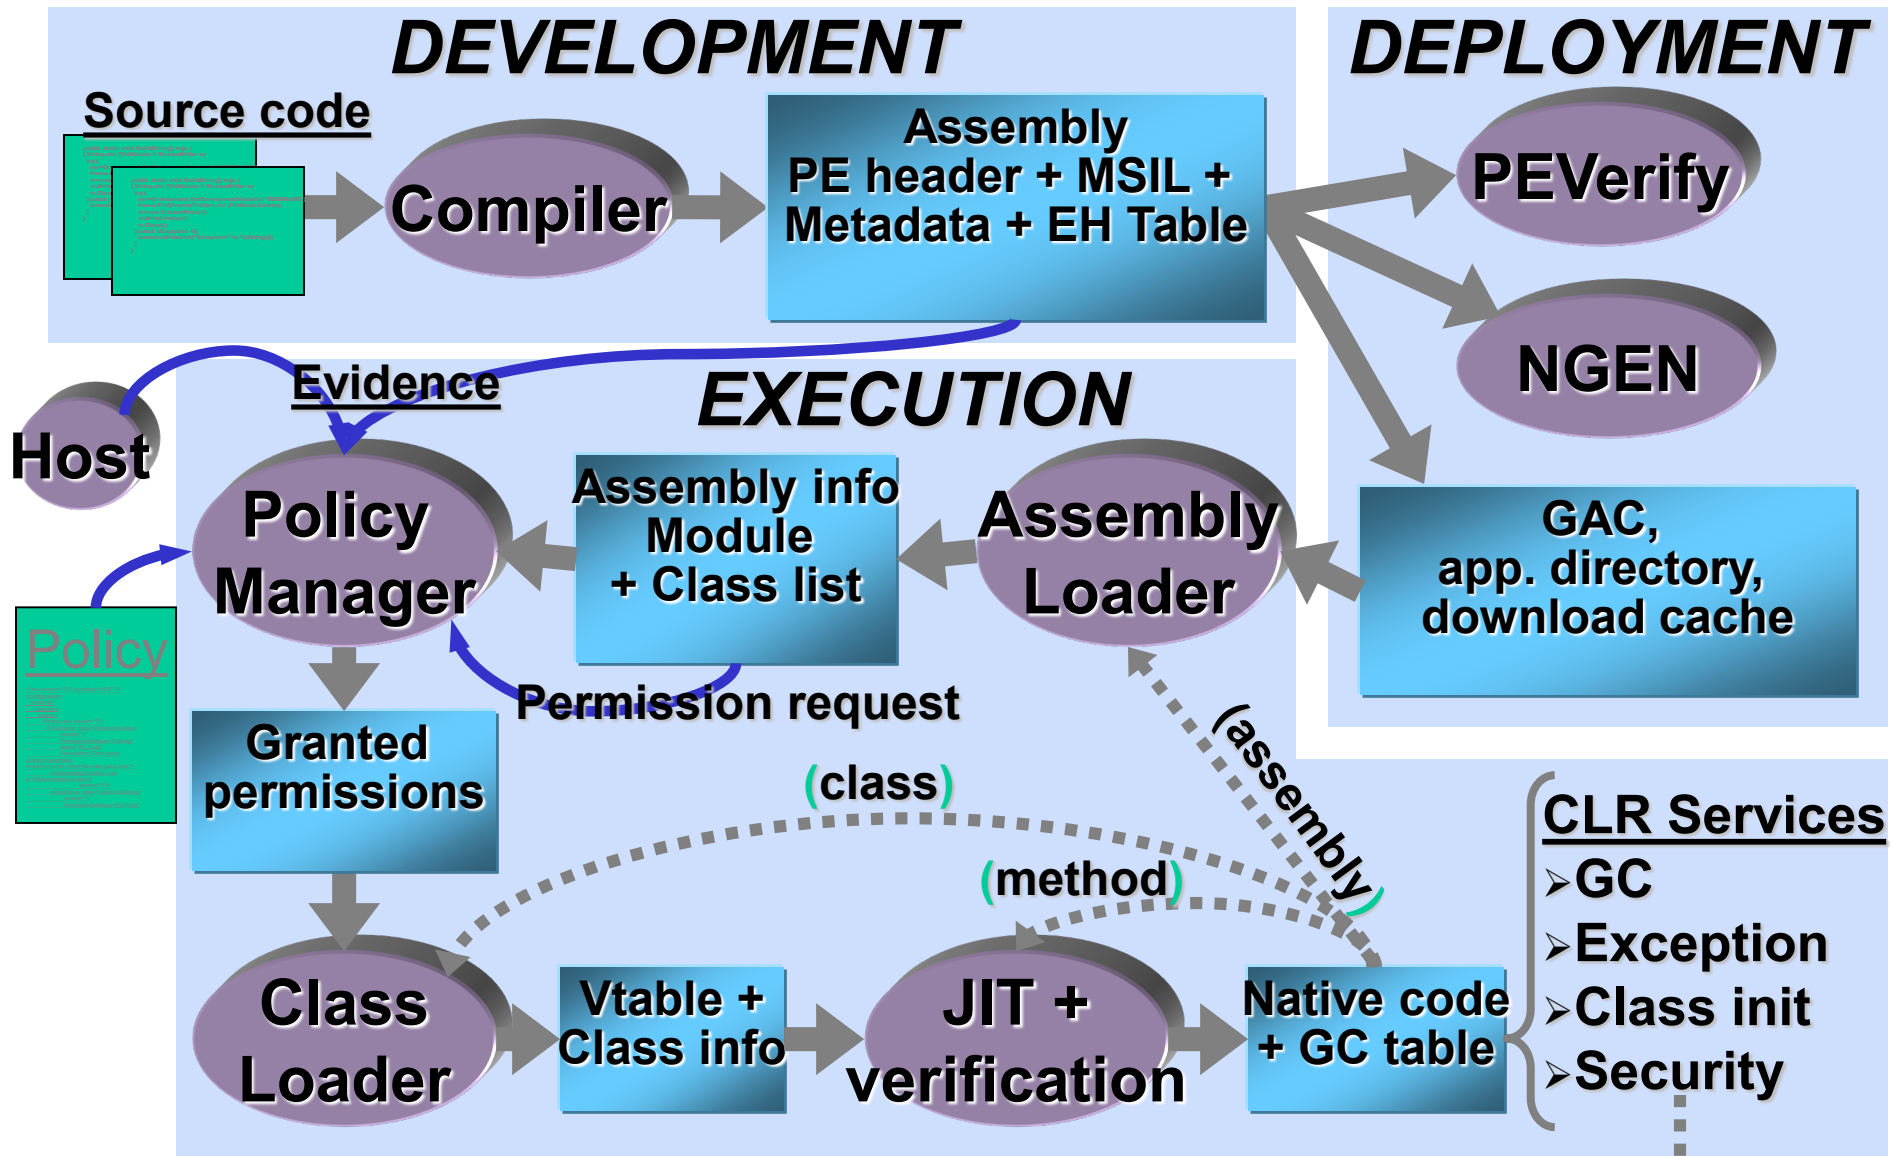 DEVELOPMENT
DEPLOYMENT
Source code
Compiler
Assembly
PE header + MSIL +
Metadata + EH Table
PEVerify
NGEN
GAC,
app. directory,
download cache
EXECUTION
Host
Evidence
Policy
Manager
Assembly info
Module
+ Class list
Assembly
Loader
Policy
Permission request
Granted
permissions
(class)
(method)
(assembly)
Class
Loader
Vtable +
Class info
JIT +
verification
Native code
+ GC table
CLR Services
➢GC
➢Exception
➢Class init
➢Security